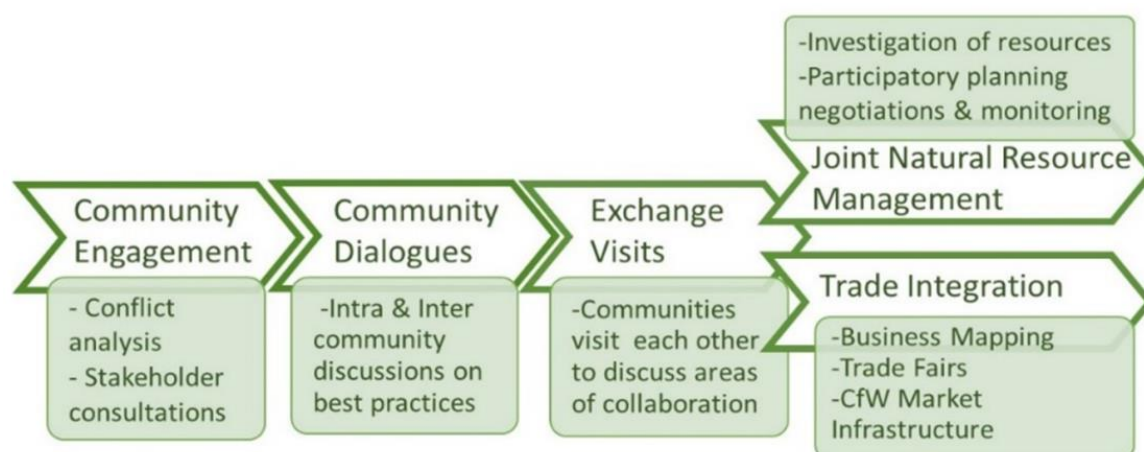 Community
Engagement
- Conflict
analysis
- Stakeholder
consultations
Community
Dialogues
-Intra & Inter
community
discussions on
best practices
Exchange
Visits
-Communities
visit each other
to discuss areas
of collaboration
-Investigation of resources
-Participatory planning
negotiations & monitoring
Joint Natural Resource
Management
Trade Integration
-Business Mapping
-Trade Fairs
-CfW Market
Infrastructure